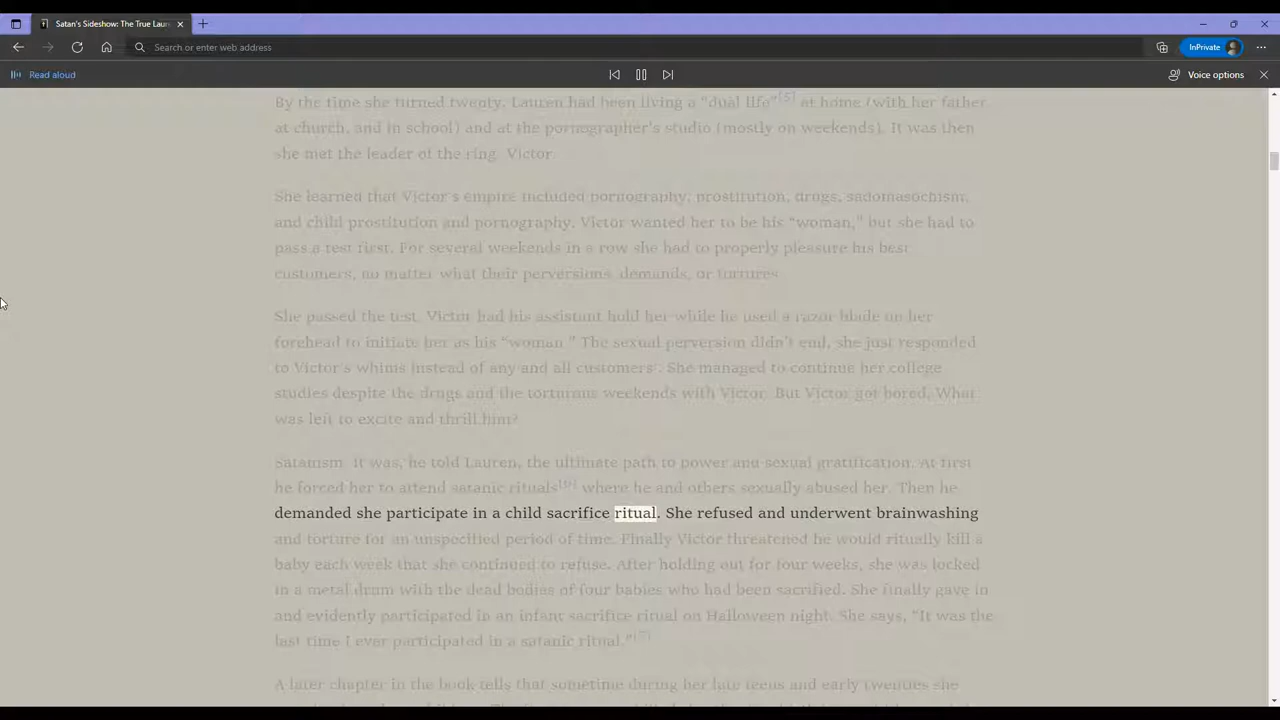 Satan's Sideshow: The True Lau
Search or enter web address
InPrivate
Read aloud
Voice options
By the time she turned twenty, Lauren had been living a “dual life”[5] at home (with her father
at church, and in school) and at the pornographer's studio (mostly on weekends). It was then
she met the leader of the ring, Victor.
She learned that Victor's empire included pornography, prostitution, drugs, sadomasochism,
and child prostitution and pornography. Victor wanted her to be his “woman,” but she had to
pass a test first. For several weekends in a row she had to properly pleasure his best
customers, no matter what their perversions, demands, or tortures.
She passed the test. Victor had his assistant hold her while he used a razor blade on her
forehead to initiate her as his “woman.” The sexual perversion didn't end, she just responded
to Victor's whims instead of any and all customers'. She managed to continue her college
studies despite the drugs and the torturous weekends with Victor. But Victor got bored. What
was left to excite and thrill him?
Satanism. It was, he told Lauren, the ultimate path to power and sexual gratification. At first
he forced her to attend satanic rituals[6] where he and others sexually abused her. Then he
demanded she participate in a child sacrifice ritual. She refused and underwent brainwashing
and torture for an unspecified period of time. Finally Victor threatened he would ritually kill a
baby each week that she continued to refuse. After holding out for four weeks, she was locked
in a metal drum with the dead bodies of four babies who had been sacrified. She finally gave in
and evidently participated in an infant sacrifice ritual on Halloween night. She says, “It was the
last time I ever participated in a satanic ritual.”[7]
A later chapter in the book tells that sometime during her late teens and early twenties she